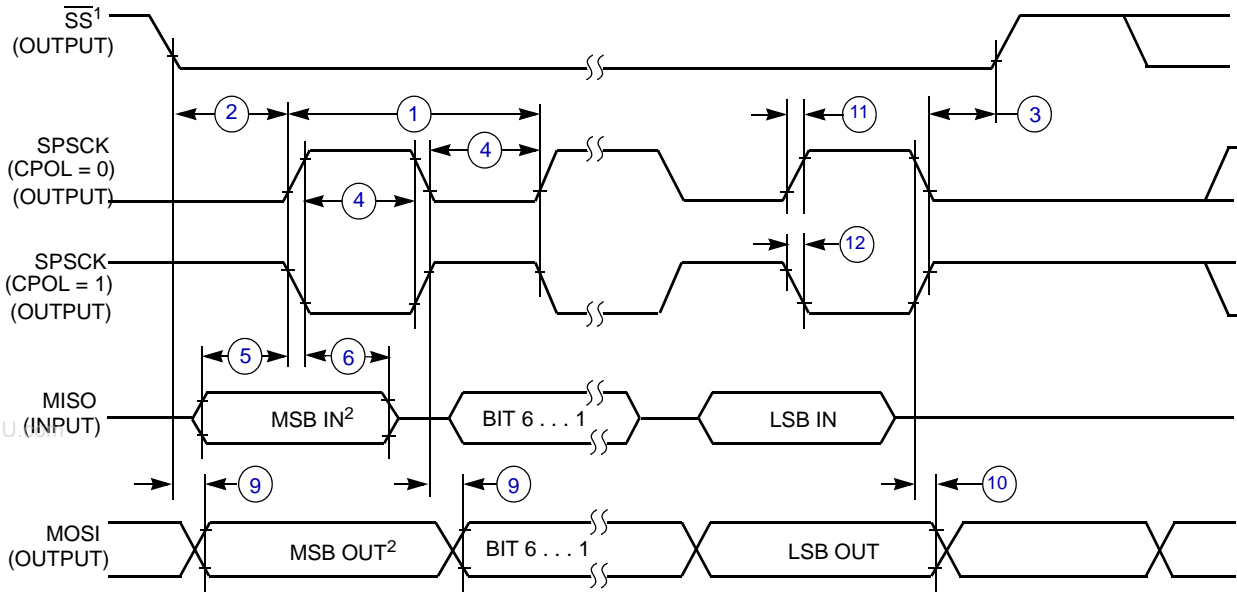 SS¹
(OUTPUT)
2
1
11
3
SPSCK
(CPOL = 0)
(OUTPUT)
4
4
12
SPSCK
(CPOL = 1)
(OUTPUT)
5
6
MISO
(INPUT)
MSB IN²
BIT 6 . . . 1
LSB IN
9
9
10
MOSI
(OUTPUT)
MSB OUT²
BIT 6 . . . 1
LSB OUT